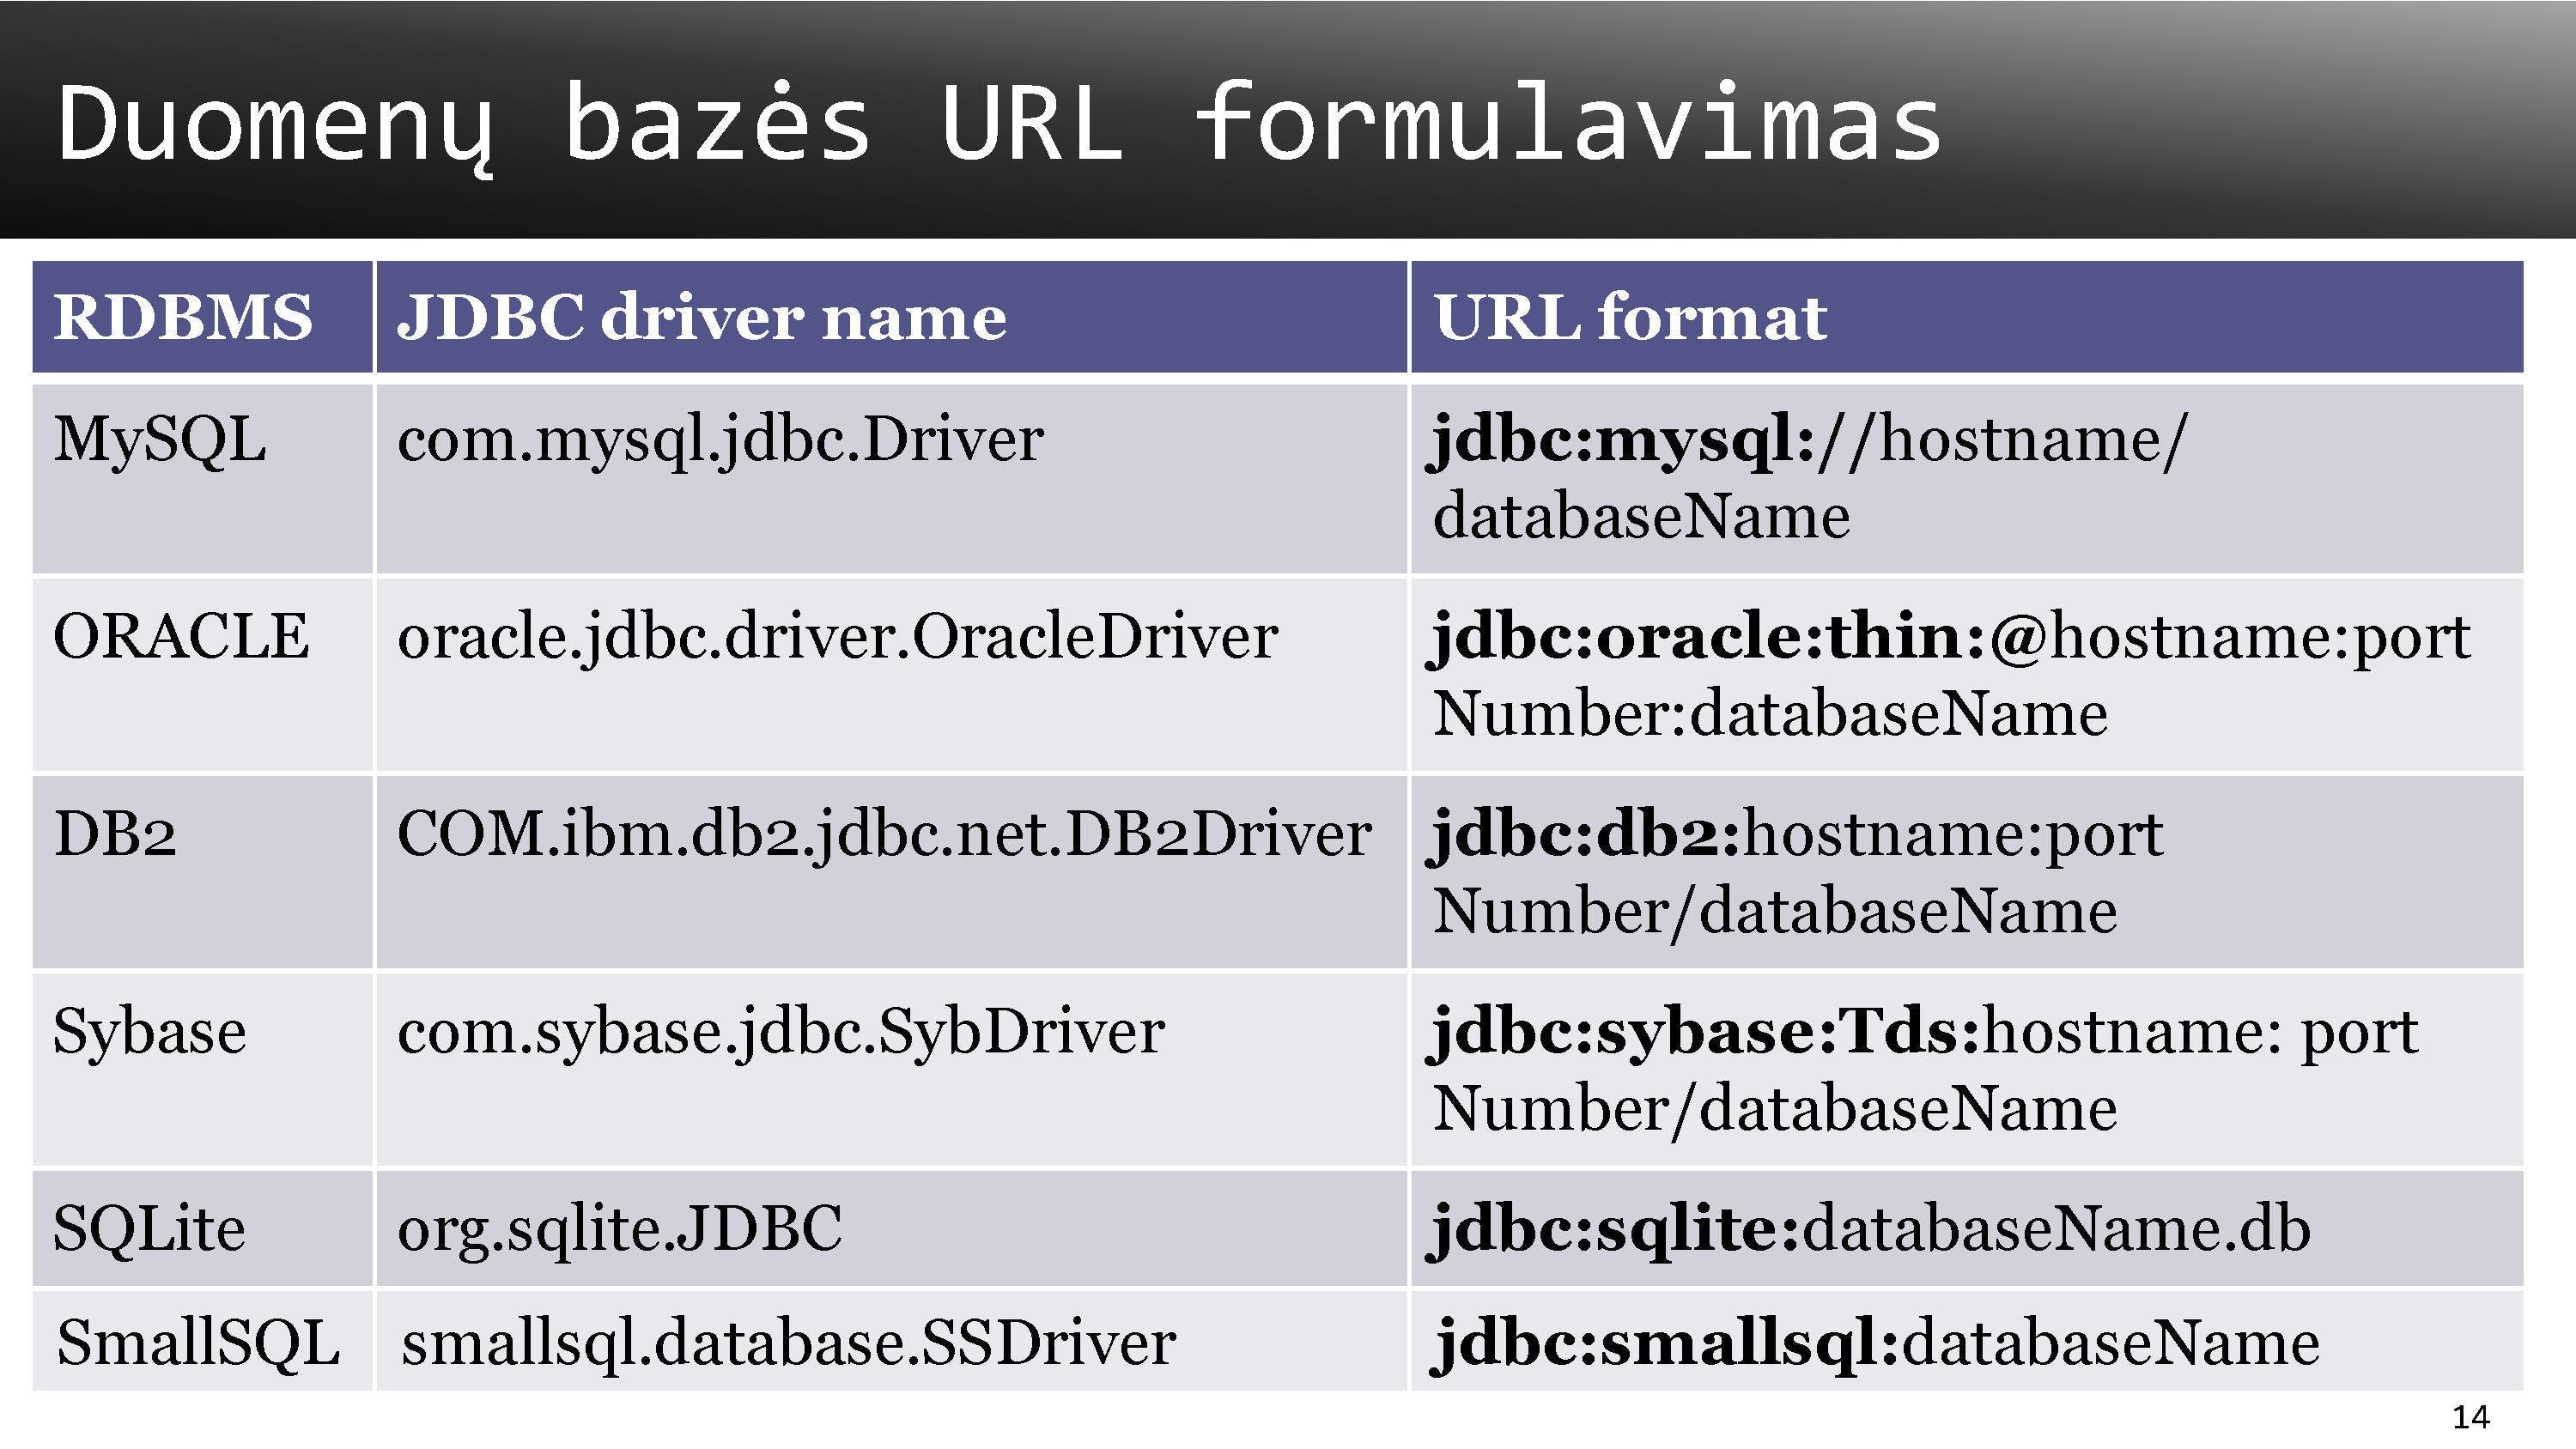 Duomenų bazės URL formulavimas
RDBMS JDBC driver name URL format
MySQL com.mysql.jdbc.Driver jdbc:mysql://hostname/
databaseName
ORACLE oracle.jdbc.driver.OracleDriver jdbc:oracle:thin:@hostname:port
Number:databaseName
DB2 COM.ibm.db2.jdbc.net.DB2Driver jdbc:db2:hostname:port
Number/databaseName
Sybase com.sybase.jdbc.SybDriver jdbc:sybase:Tds:hostname: port
Number/databaseName
SQLite org.sqlite.JDBC jdbc:sqlite:databaseName.db
SmallSQL smallsql.database.SSDriver jdbc:smallsql:databaseName
14